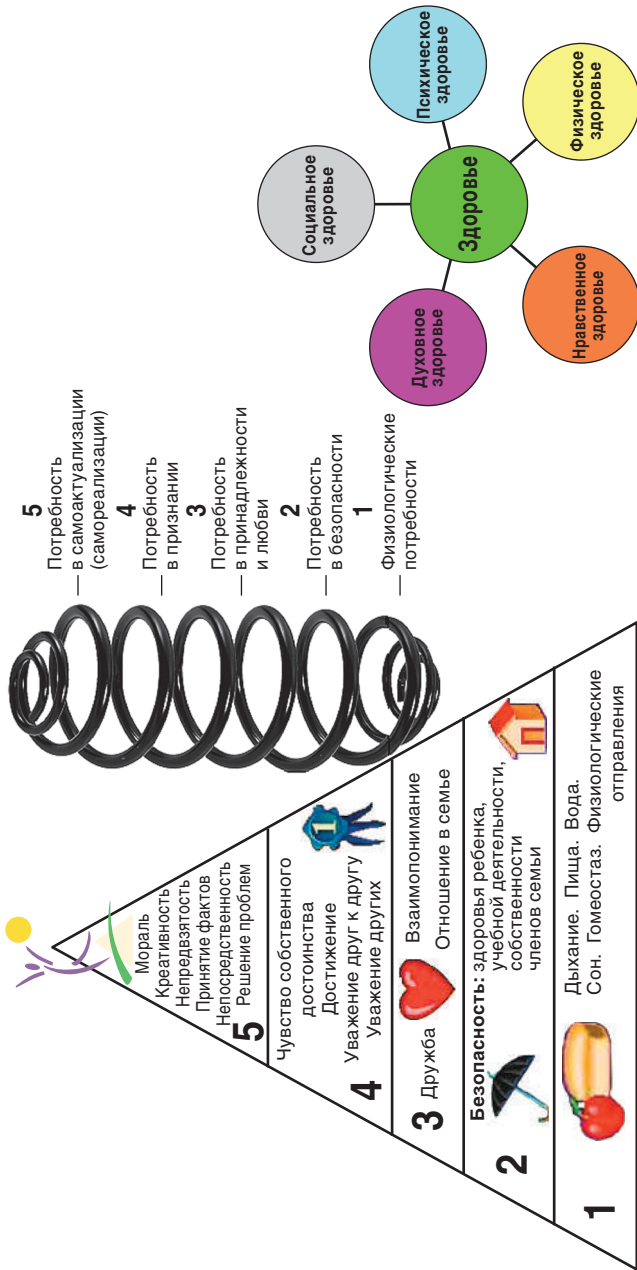 Мораль
Креативность
Непредвзятость
Принятие фактов
Непосредственность
Решение проблем
5
Чувство собственного
достоинства
Достижение
Уважение друг к другу
Уважение других
4
1
3
Дружба
Взаимопонимание
Отношение в семье
Безопасность: здоровья ребенка,
учебной деятельности,
собственности
членов семьи
2
1
Дыхание. Пища. Вода.
Сон. Гомеостаз. Физиологические
отправления
5
Потребность
в самоактуализации
(самореализации)
4
Потребность
в признании
3
Потребность
в принадлежности
и любви
2
Потребность
в безопасности
1
Физиологические
потребности
Социальное
здоровье
Духовное
здоровье
Психическое
здоровье
Здоровье
Нравственное
здоровье
Физическое
здоровье